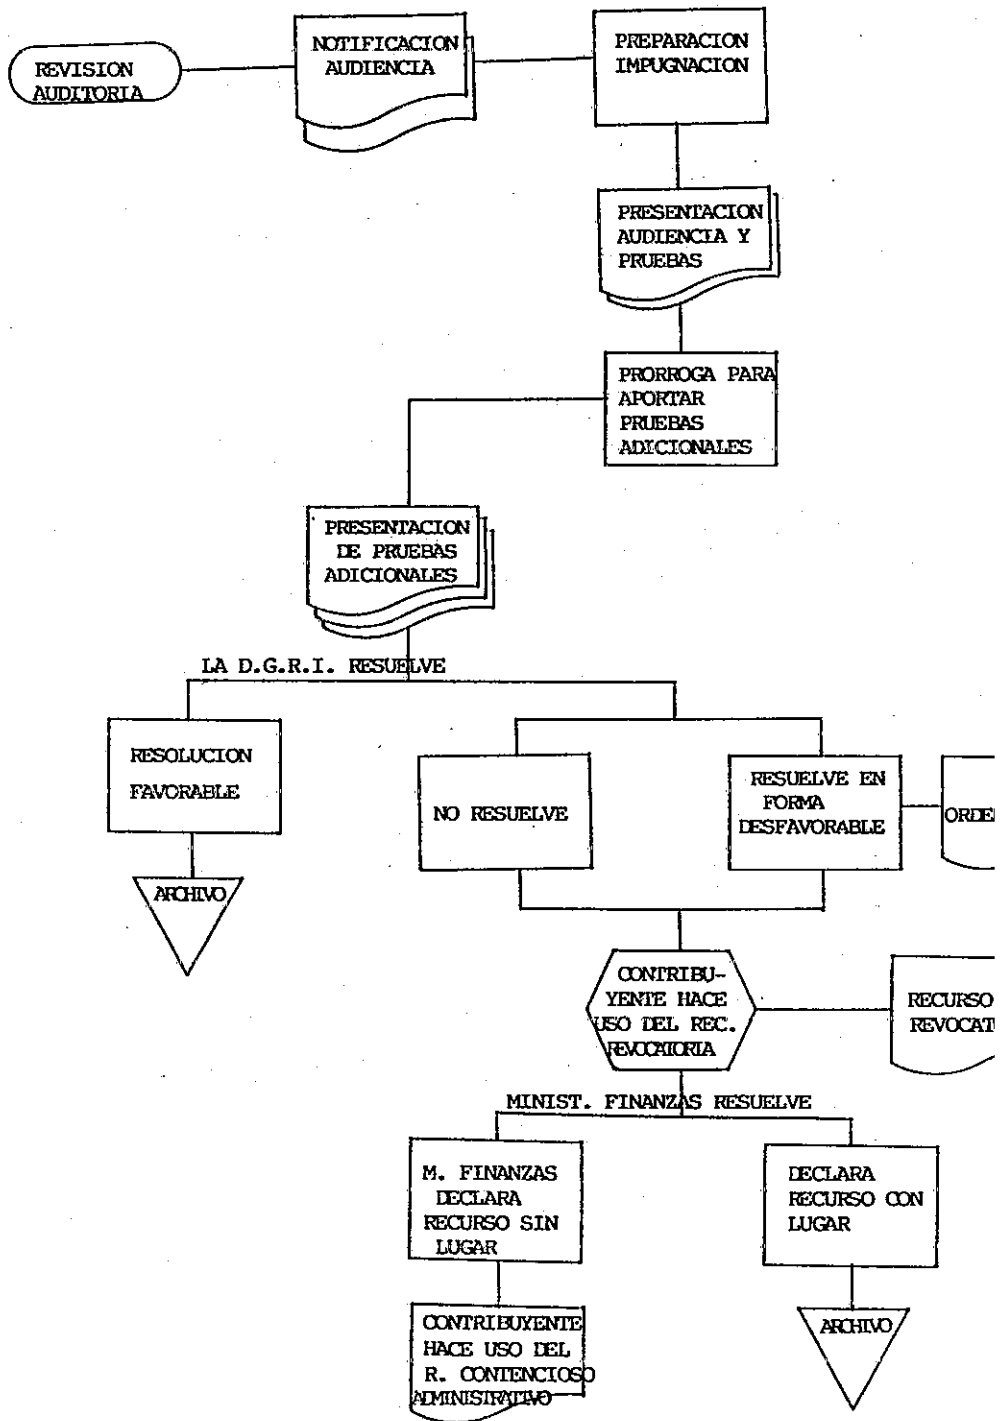 REVISION
AUDITORIA
NOTIFICACION
AUDIENCIA
PREPARACION
IMPUGNACION
PRESENTACION
AUDIENCIA Y
PRUEBAS
PRORROGA PARA
APORTAR
PRUEBAS
ADICIONALES
PRESENTACION
DE PRUEBAS
ADICIONALES
LA D.G.R.I. RESUELVE
RESOLUCION
FAVORABLE
ARCHIVO
NO RESUELVE
RESUELVE EN
FORMA
DESFAVORABLE
CONTRIBU-
YENTE HACE
USO DEL REC.
REVOCATORIA
RECURSO
MINIST. FINANZAS RESUELVE
M. FINANZAS
DECLARA
RECURSO SIN
LUGAR
CONTRIBUYENTE
HACE USO DEL
R. CONTENCIOSO
ADMINISTRATIVO
DECLARA
RECURSO CON
LUGAR
ARCHIVO